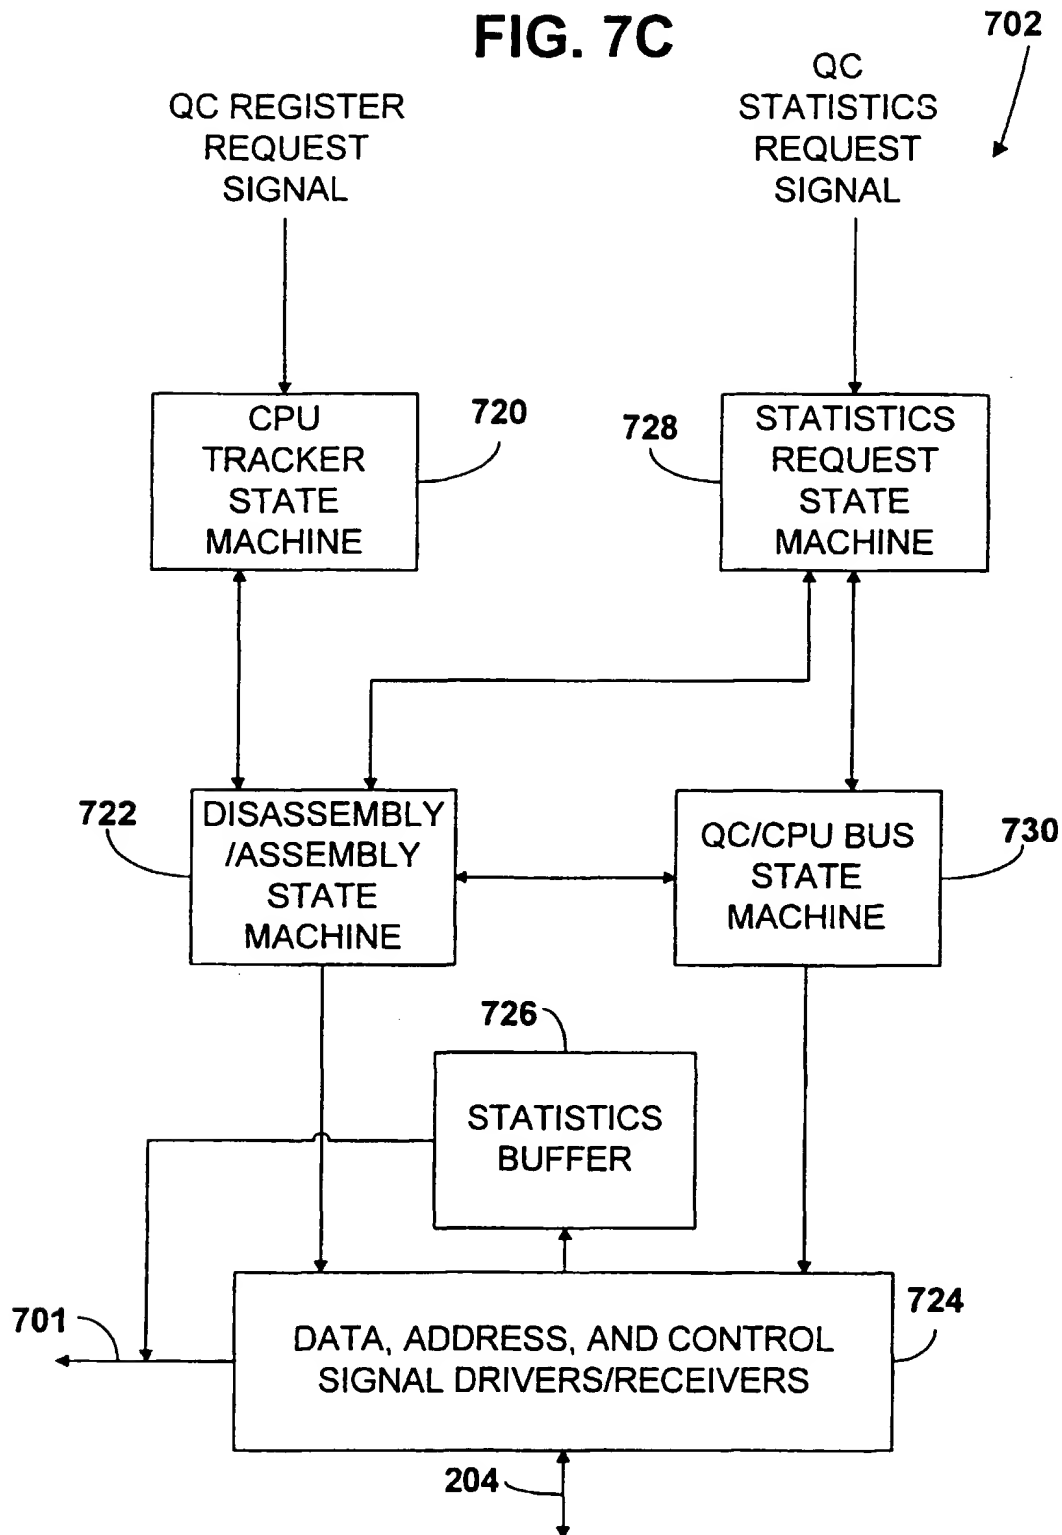 FIG. 7C
702
QC REGISTER
REQUEST
SIGNAL
QC
STATISTICS
REQUEST
SIGNAL
CPU
TRACKER
STATE
MACHINE
720
728
STATISTICS
REQUEST
STATE
MACHINE
722
DISASSEMBLY
/ASSEMBLY
STATE
MACHINE
QC/CPU BUS
STATE
MACHINE
730
726
STATISTICS
BUFFER
701
DATA, ADDRESS, AND CONTROL
SIGNAL DRIVERS/RECEIVERS
724
204